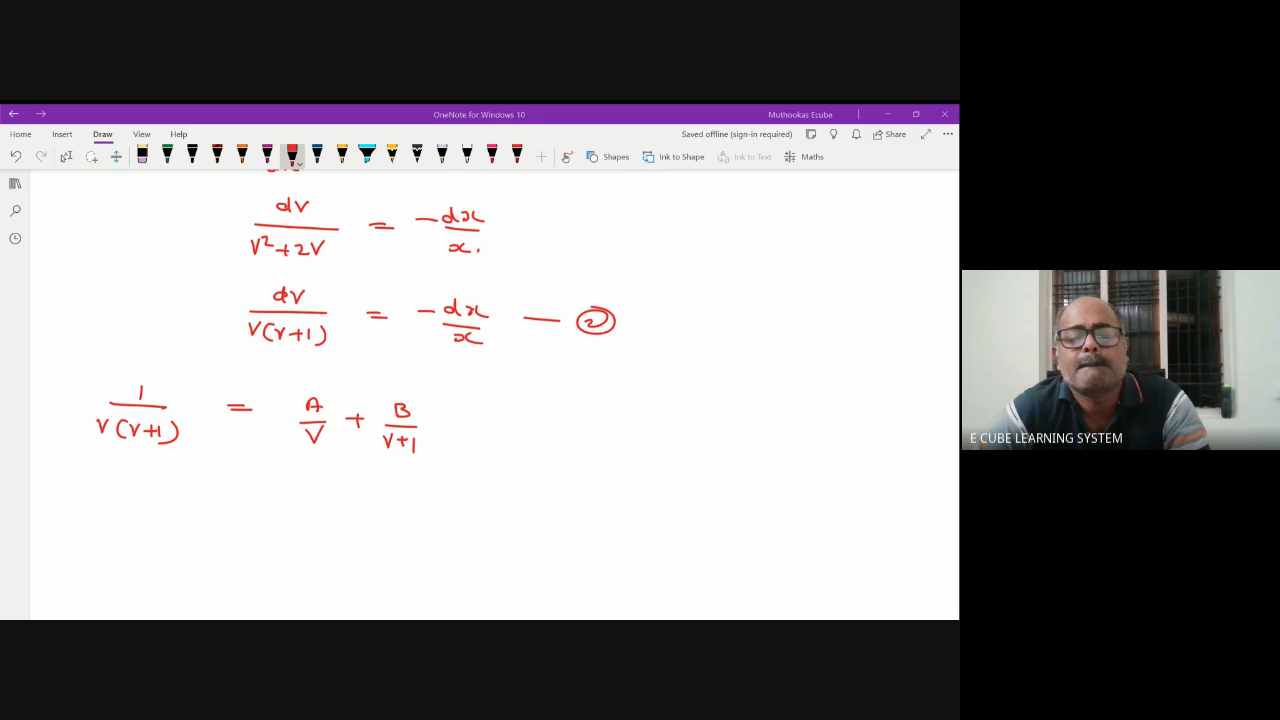 OneNote for Windows 10
Muthookas Ecube
Home Insert Draw View Help
Saved offline (sign-in required) Share
Shapes Ink to Shape Ink to Text Maths
dv / v²+2v = -dx / x.
dv / v(v+1) = -dx / x — ②
1 / v(v+1) = A / v + B / v+1
E CUBE LEARNING SYSTEM